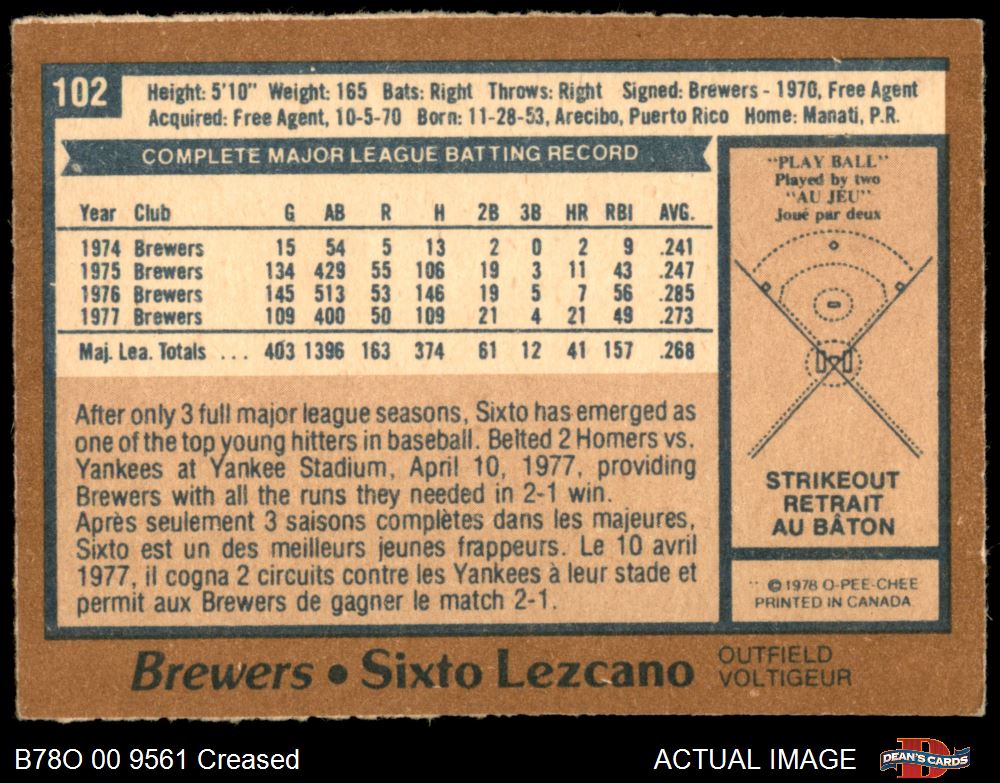 102
Height: 5'10" Weight: 165 Bats: Right Throws: Right Signed: Brewers - 1970, Free Agent
Acquired: Free Agent, 10-5-70 Born: 11-28-53, Arecibo, Puerto Rico Home: Manati, P.R.
COMPLETE MAJOR LEAGUE BATTING RECORD
Year Club G AB R H 2B 3B HR RBI AVG.
1974 Brewers 15 54 5 13 2 0 2 9 .241
1975 Brewers 134 429 55 106 19 3 11 43 .247
1976 Brewers 145 513 53 146 19 5 7 56 .285
1977 Brewers 109 400 50 109 21 4 21 49 .273
Maj. Lea. Totals ... 403 1396 163 374 61 12 41 157 .268
After only 3 full major league seasons, Sixto has emerged as
one of the top young hitters in baseball. Belted 2 Homers vs.
Yankees at Yankee Stadium, April 10, 1977, providing
Brewers with all the runs they needed in 2-1 win.
Après seulement 3 saisons complètes dans les majeures,
Sixto est un des meilleurs jeunes frappeurs. Le 10 avril
1977, il cogna 2 circuits contre les Yankees à leur stade et
permit aux Brewers de gagner le match 2-1.
"PLAY BALL"
Played by two
"AU JEU"
Joué par deux
STRIKEOUT
RETRAIT
AU BÂTON
© 1978 O-PEE-CHEE
PRINTED IN CANADA
Brewers • Sixto Lezcano
OUTFIELD
VOLTIGEUR
B78O 00 9561 Creased
ACTUAL IMAGE
DEAN'S CARDS